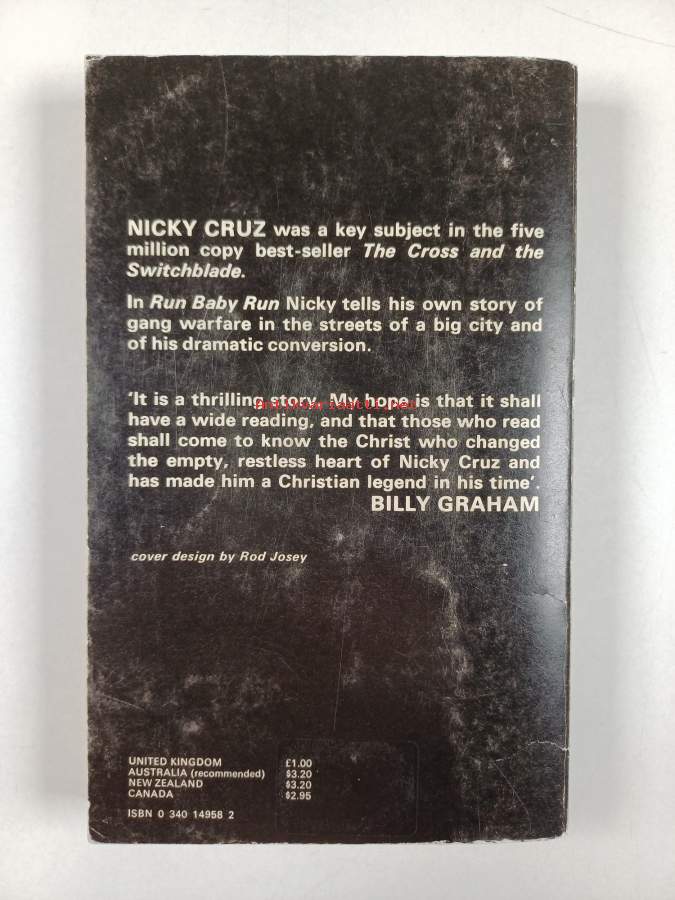 NICKY CRUZ was a key subject in the five
million copy best-seller The Cross and the
Switchblade.
In Run Baby Run Nicky tells his own story of
gang warfare in the streets of a big city and
of his dramatic conversion.
'It is a thrilling story. My hope is that it shall
antikvariaatti.net
have a wide reading, and that those who read
shall come to know the Christ who changed
the empty, restless heart of Nicky Cruz and
has made him a Christian legend in his time'.
BILLY GRAHAM
cover design by Rod Josey
UNITED KINGDOM £1.00
AUSTRALIA (recommended) $3.20
NEW ZEALAND $3.20
CANADA $2.95
ISBN 0 340 14958 2